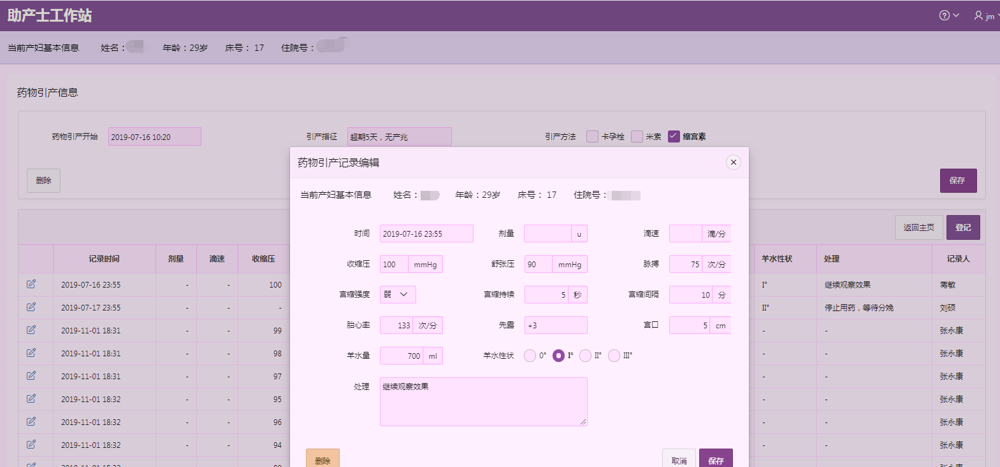 助产士工作站 jm
当前产妇基本信息 姓名： 年龄：29岁 床号： 17 住院号：
药物引产信息
药物引产开始 2019-07-16 10:20 引产指征 超期5天，无产兆 引产方法 卡孕栓 米索 缩宫素
删除 保存
返回主页 登记
记录时间 剂量 滴速 收缩压 羊水性状 处理 记录人
2019-07-16 23:55 - - 100 I° 继续观察效果 蒋敏
2019-07-17 23:55 - - - II° 停止用药，等待分娩 刘硕
2019-11-01 18:31 - - 99 - - 张永康
2019-11-01 18:31 - - 98 - - 张永康
2019-11-01 18:31 - - 97 - - 张永康
2019-11-01 18:32 - - 95 - - 张永康
2019-11-01 18:32 - - 96 - - 张永康
2019-11-01 18:32 - - 94 - - 张永康
药物引产记录编辑
当前产妇基本信息 姓名： 年龄：29岁 床号： 17 住院号：
时间 2019-07-16 23:55 剂量 u 滴速 滴/分
收缩压 100 mmHg 舒张压 90 mmHg 脉搏 75 次/分
宫缩强度 弱 宫缩持续 5 秒 宫缩间隔 10 分
胎心率 133 次/分 先露 +3 宫口 5 cm
羊水量 700 ml 羊水性状 0° I° II° III°
处理 继续观察效果
删除 取消 保存